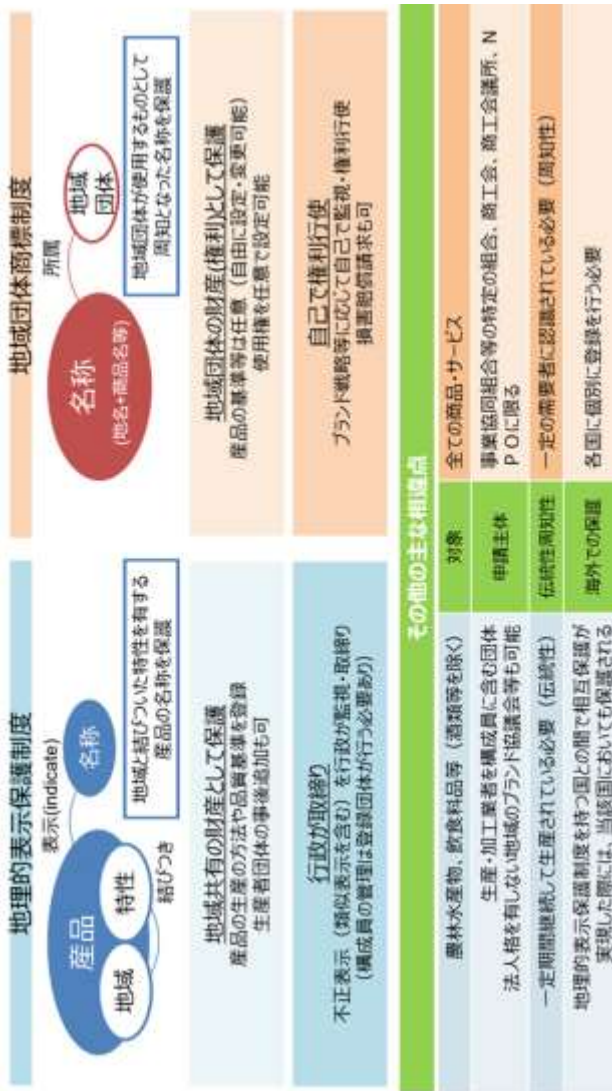 地理的表示保護制度
表示(indicate)
産品
地域
特性
名称
結びつき
地域と結びついた特性を有する
産品の名称を保護
地域共有の財産として保護
産品の生産の方法や品質基準を登録
生産者団体の事後追加も可
行政が取締り
不正表示（類似表示を含む）を行政が監視・取締り
(構成員の管理は登録団体が行う必要あり)
地域団体商標制度
所属
名称
(地名+商品名等)
地域
団体
地域団体が使用するものとして
周知となった名称を保護
地域団体の財産(権利)として保護
産品の基準等は任意（自由に設定・変更可能）
使用権を任意で設定可能
自己で権利行使
ブランド戦略等に応じて自己で監視・権利行使
損害賠償請求も可
その他の主な相違点
農林水産物、飲食料品等（酒類等を除く）
対象
全ての商品・サービス
生産・加工業者を構成員に含む団体
法人格を有しない地域のブランド協議会等も可能
申請主体
事業協同組合等の特定の組合、商工会、商工会議所、N
POに限る
一定期間継続して生産されている必要（伝統性）
伝統性周知性
一定の需要者に認識されている必要（周知性）
地理的表示保護制度を持つ国との間で相互保護が
実現した際には、当該国においても保護される
海外での保護
各国に個別に登録を行う必要